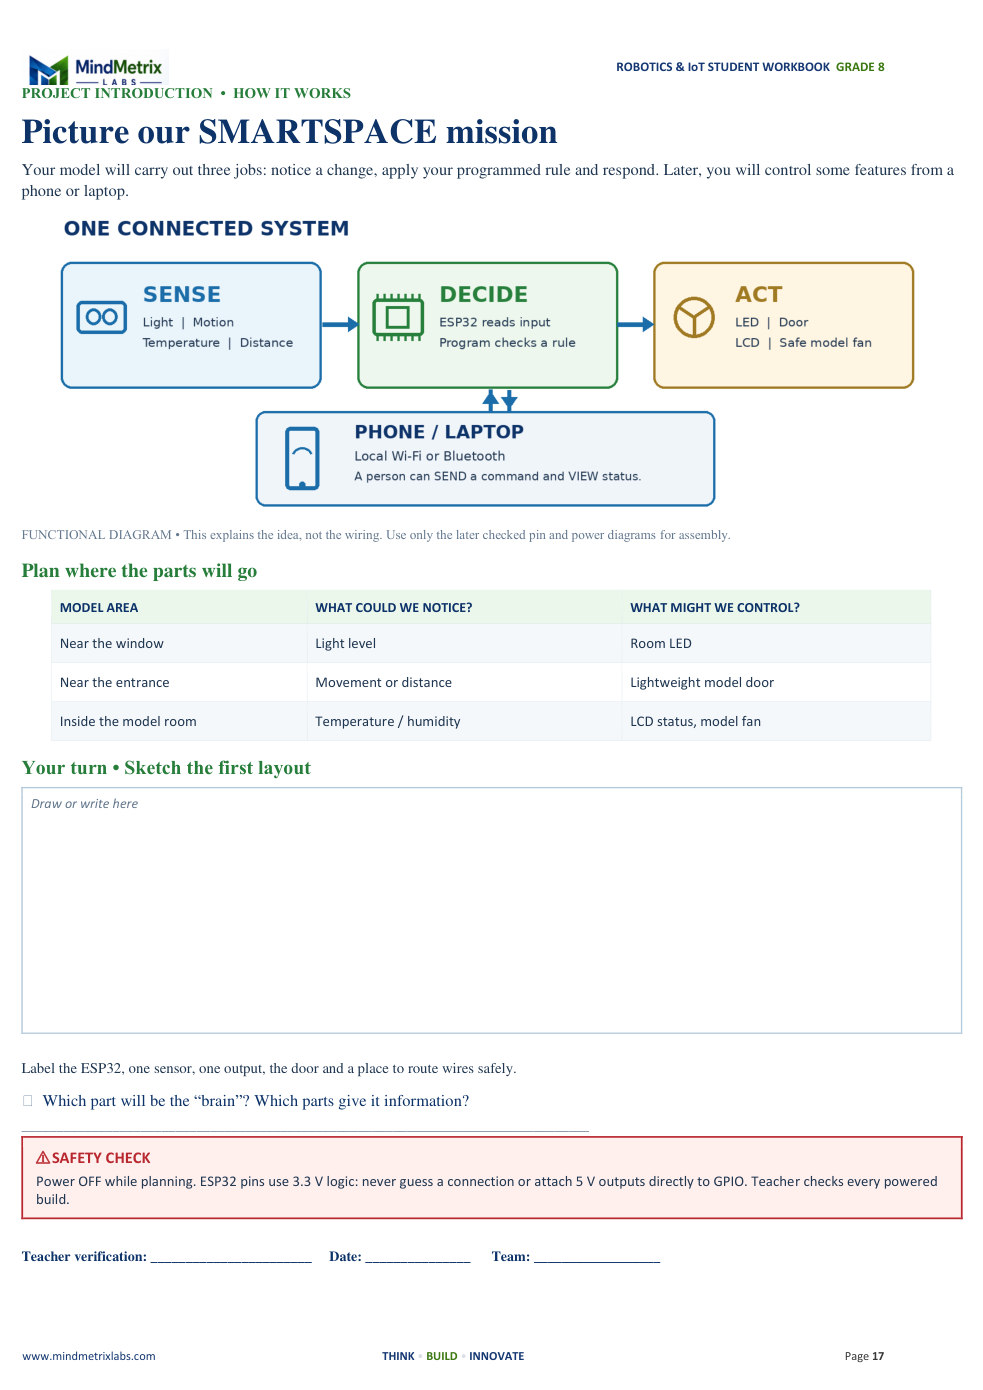 MindMetrix
LABS
ROBOTICS & IoT STUDENT WORKBOOK GRADE 8
PROJECT INTRODUCTION • HOW IT WORKS
Picture our SMARTSPACE mission
Your model will carry out three jobs: notice a change, apply your programmed rule and respond. Later, you will control some features from a
phone or laptop.
ONE CONNECTED SYSTEM
SENSE
Light | Motion
Temperature | Distance
DECIDE
ESP32 reads input
Program checks a rule
ACT
LED | Door
LCD | Safe model fan
PHONE / LAPTOP
Local Wi-Fi or Bluetooth
A person can SEND a command and VIEW status.
FUNCTIONAL DIAGRAM • This explains the idea, not the wiring. Use only the later checked pin and power diagrams for assembly.
Plan where the parts will go
MODEL AREA WHAT COULD WE NOTICE? WHAT MIGHT WE CONTROL?
Near the window Light level Room LED
Near the entrance Movement or distance Lightweight model door
Inside the model room Temperature / humidity LCD status, model fan
Your turn • Sketch the first layout
Draw or write here
Label the ESP32, one sensor, one output, the door and a place to route wires safely.
☐ Which part will be the “brain”? Which parts give it information?
⚠SAFETY CHECK
Power OFF while planning. ESP32 pins use 3.3 V logic: never guess a connection or attach 5 V outputs directly to GPIO. Teacher checks every powered
build.
Teacher verification: _______________________ Date: _______________ Team: __________________
www.mindmetrixlabs.com THINK • BUILD • INNOVATE Page 17